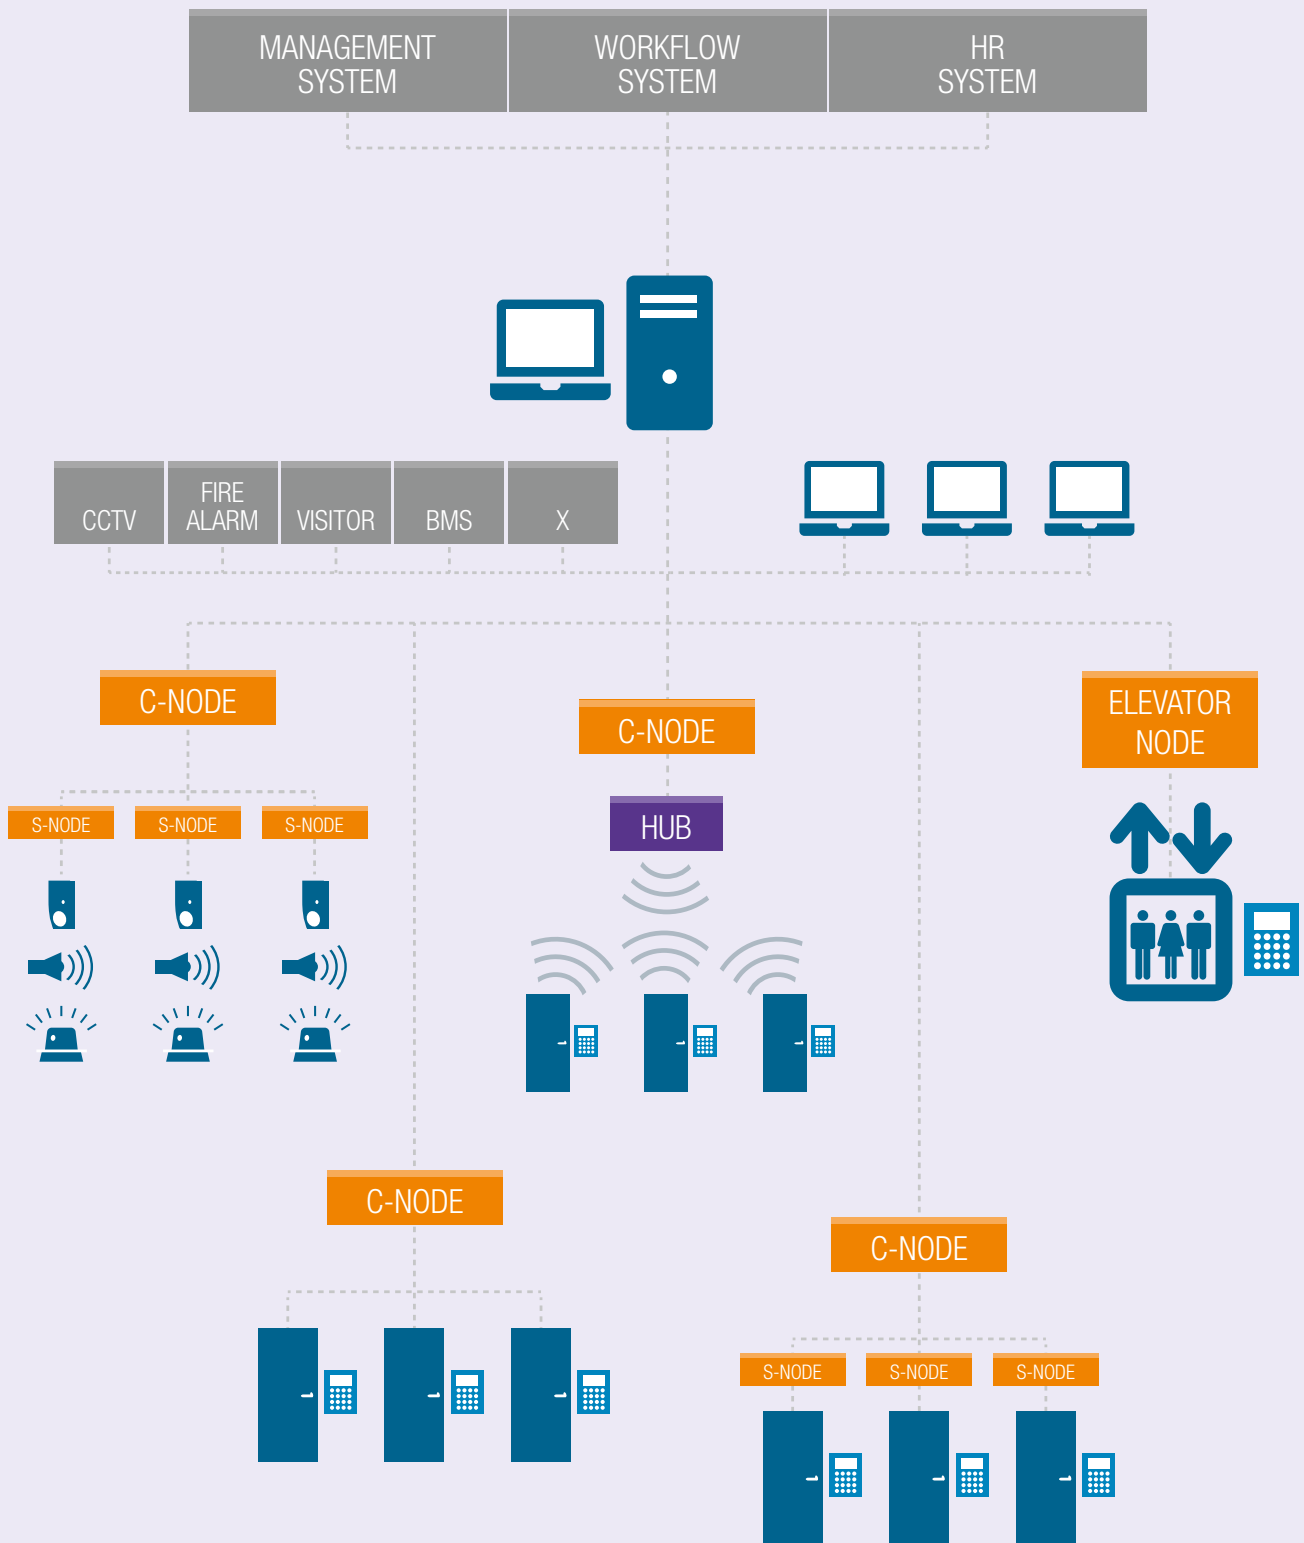 MANAGEMENT
SYSTEM
WORKFLOW
SYSTEM
HR
SYSTEM
CCTV
FIRE
ALARM
VISITOR
BMS
X
C-NODE
C-NODE
ELEVATOR
NODE
S-NODE
S-NODE
S-NODE
HUB
C-NODE
C-NODE
S-NODE
S-NODE
S-NODE